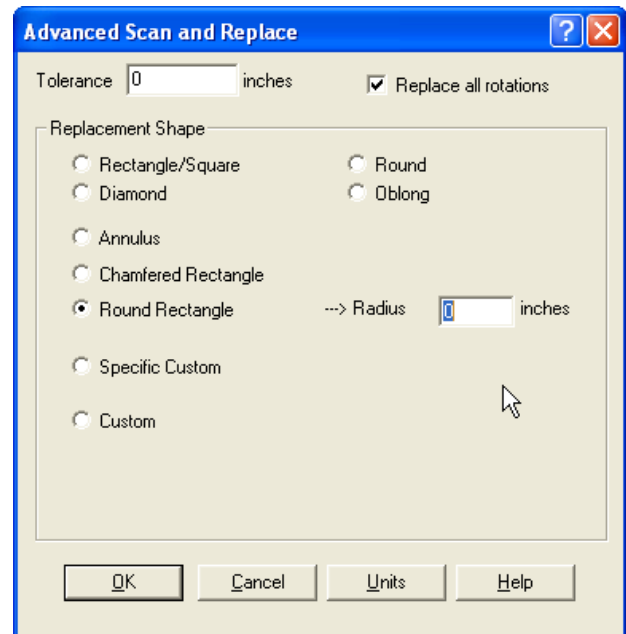 Advanced Scan and Replace
Tolerance 0 inches Replace all rotations
Replacement Shape
Rectangle/Square Round
Diamond Oblong
Annulus
Chamfered Rectangle
Round Rectangle ---> Radius 0 inches
Specific Custom
Custom
OK Cancel Units Help